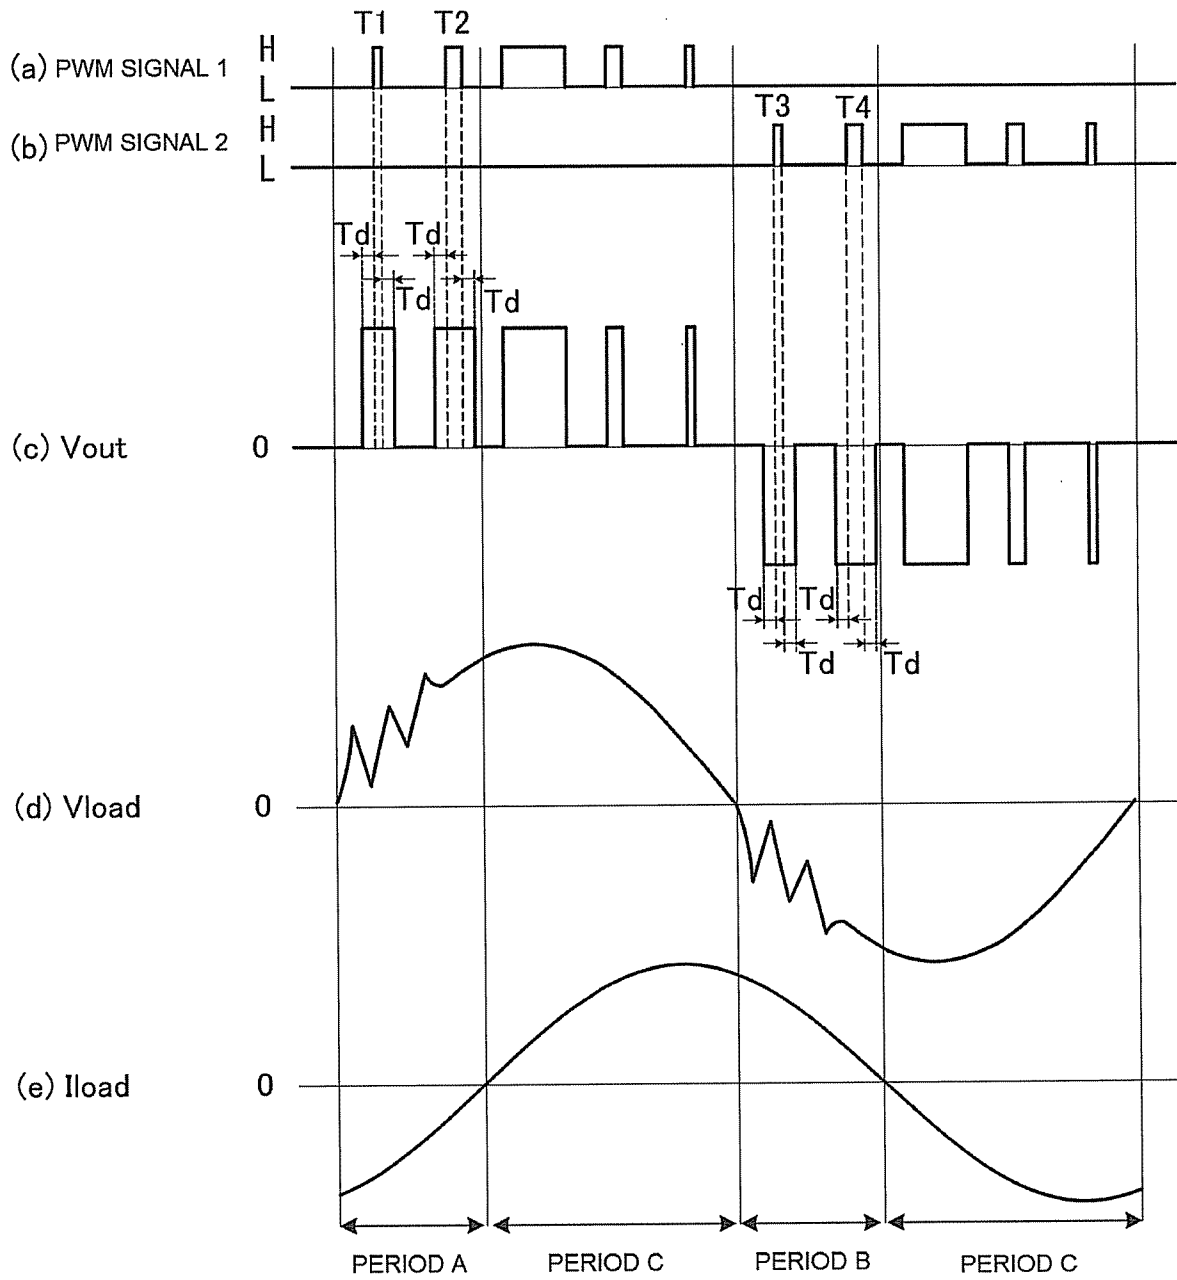 T1 T2
(a) PWM SIGNAL 1 H
L
T3 T4
(b) PWM SIGNAL 2 H
L
Td Td
Td Td
(c) Vout 0
Td Td
Td Td
(d) Vload 0
(e) Iload 0
PERIOD A PERIOD C PERIOD B PERIOD C